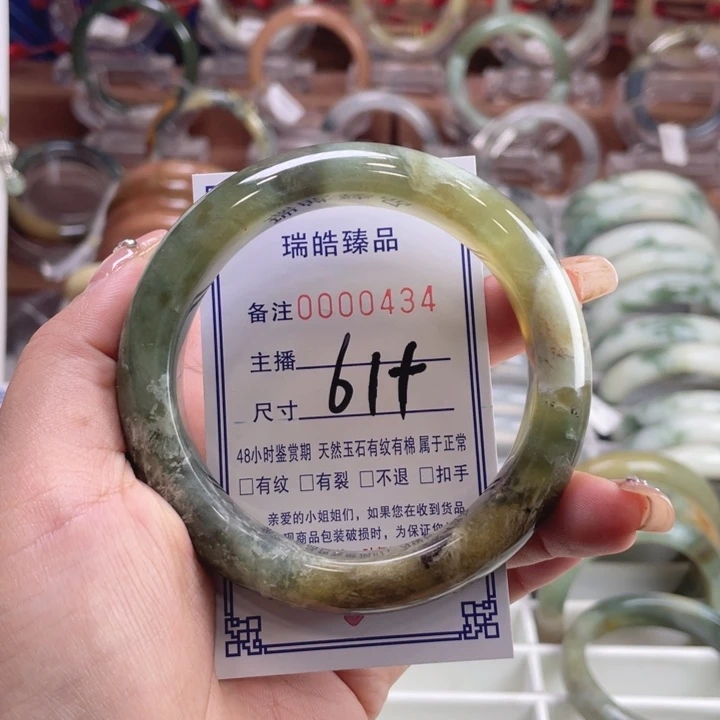 瑞皓臻品
备注0000434
主播
尺寸 61+
48小时鉴赏期 天然玉石有纹有棉 属于正常
□有纹 □有裂 □不退 □扣手
亲爱的小姐姐们,如果您在收到货品
现商品包装破损时,为保证您